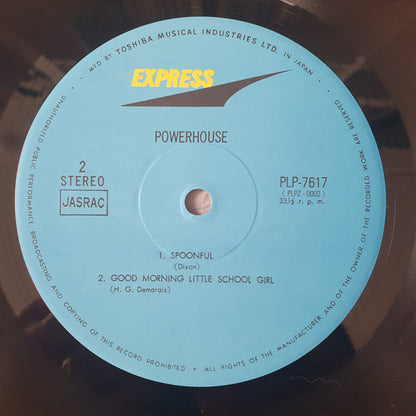 • MFD BY TOSHIBA MUSICAL INDUSTRIES LTD. IN JAPAN •
EXPRESS
POWERHOUSE
2
STEREO
JASRAC
PLP-7617
( PLPZ-0002 )
33⅓ r. p. m.
1. SPOONFUL
(Dixon)
2. GOOD MORNING LITTLE SCHOOL GIRL
(H. G. Demarais)
UNAUTHORIZED PUBLIC PERFORMANCE, BROADCASTING AND COPYING OF THIS RECORD PROHIBITED • ALL RIGHTS OF THE MANUFACTURER AND OF THE OWNER OF THE RECORDED WORK ARE RESERVED